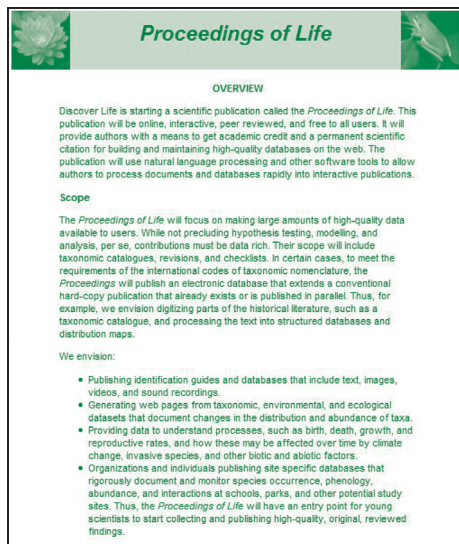 Proceedings of Life
OVERVIEW
Discover Life is starting a scientific publication called the Proceedings of Life. This
publication will be online, interactive, peer reviewed, and free to all users. It will
provide authors with a means to get academic credit and a permanent scientific
citation for building and maintaining high-quality databases on the web. The
publication will use natural language processing and other software tools to allow
authors to process documents and databases rapidly into interactive publications.
Scope
The Proceedings of Life will focus on making large amounts of high-quality data
available to users. While not precluding hypothesis testing, modelling, and
analysis, per se, contributions must be data rich. Their scope will include
taxonomic catalogues, revisions, and checklists. In certain cases, to meet the
requirements of the international codes of taxonomic nomenclature, the
Proceedings will publish an electronic database that extends a conventional
hard-copy publication that already exists or is published in parallel. Thus, for
example, we envision digitizing parts of the historical literature, such as a
taxonomic catalogue, and processing the text into structured databases and
distribution maps.
We envision:
• Publishing identification guides and databases that include text, images,
videos, and sound recordings.
• Generating web pages from taxonomic, environmental, and ecological
datasets that document changes in the distribution and abundance of taxa.
• Providing data to understand processes, such as birth, death, growth, and
reproductive rates, and how these may be affected over time by climate
change, invasive species, and other biotic and abiotic factors.
• Organizations and individuals publishing site specific databases that
rigorously document and monitor species occurrence, phenology,
abundance, and interactions at schools, parks, and other potential study
sites. Thus, the Proceedings of Life will have an entry point for young
scientists to start collecting and publishing high-quality, original, reviewed
findings.